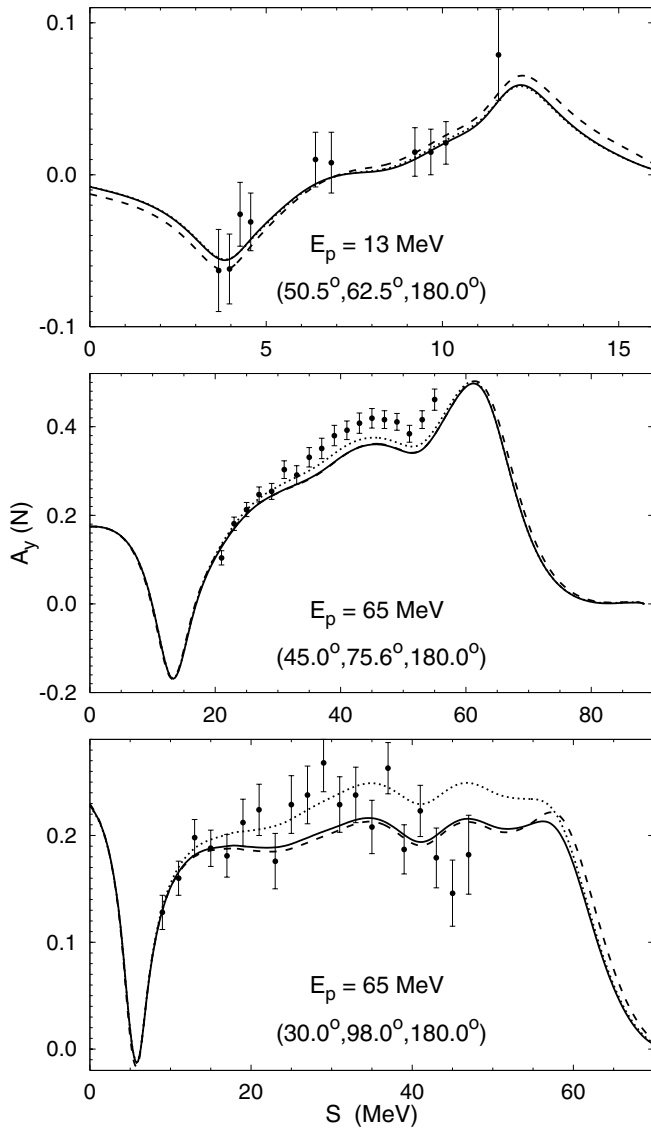 0.1
0.0
-0.1
E_p = 13 MeV
(50.5°,62.5°,180.0°)
0 5 10 15
A_y (N)
0.4
0.2
0.0
-0.2
E_p = 65 MeV
(45.0°,75.6°,180.0°)
0 20 40 60 80
0.2
0.1
0.0
E_p = 65 MeV
(30.0°,98.0°,180.0°)
0 20 40 60
S (MeV)